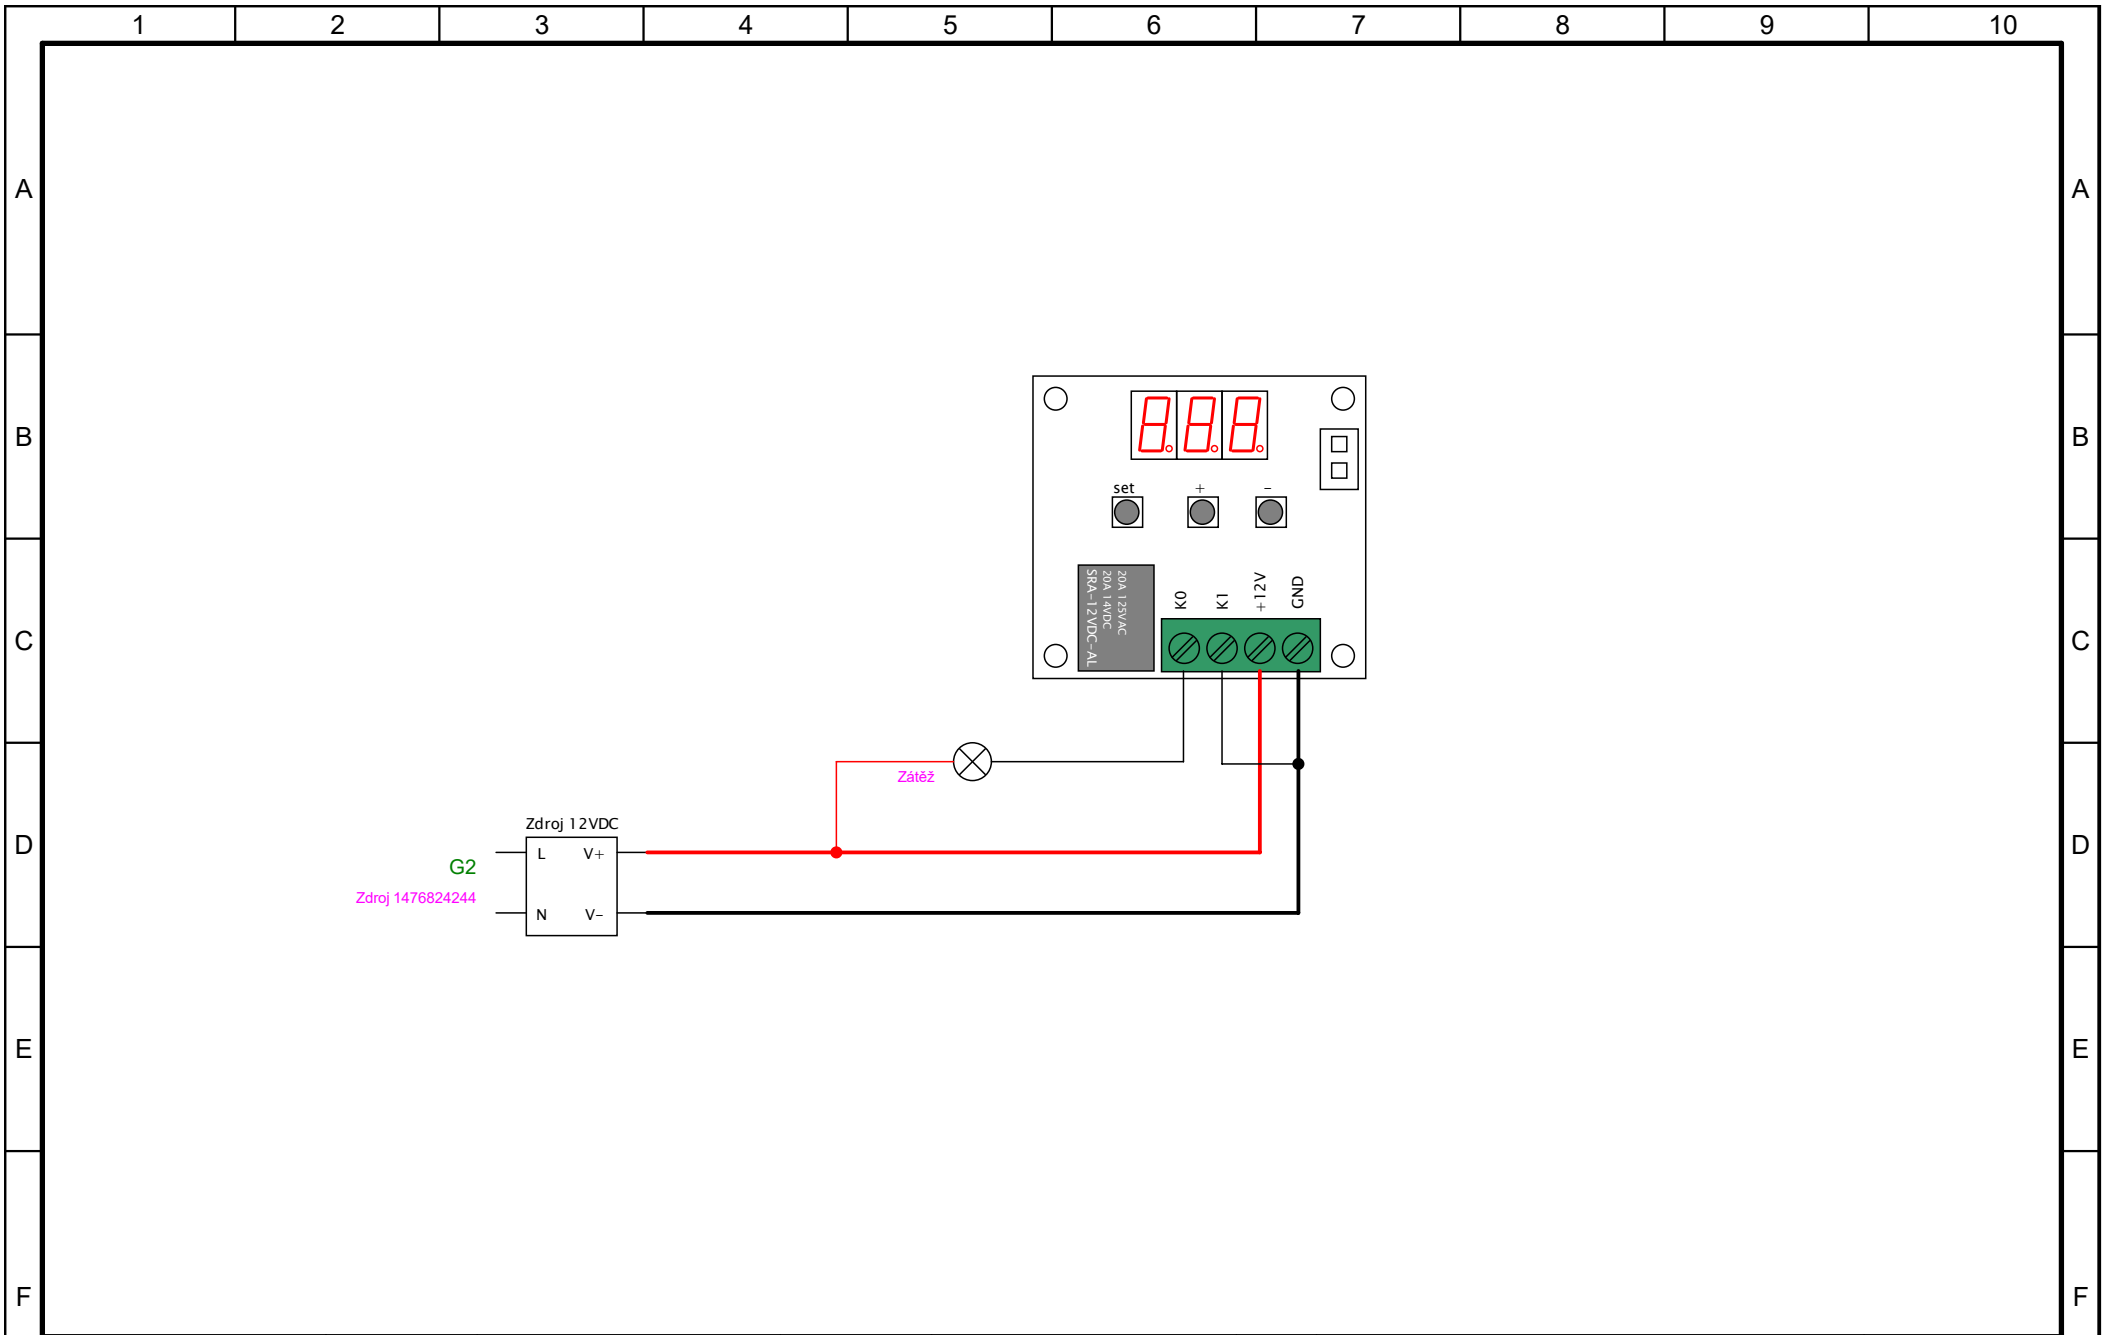 1 2 3 4 5 6 7 8 9 10
A A
B B
set + -
K0 K1 +12V GND
20A 125VAC
20A 14VDC
SRA-12VDC-AL
C C
Zátěž
Zdroj 12VDC
D D
L V+
G2
Zdroj 1476824244
N V-
E E
F F